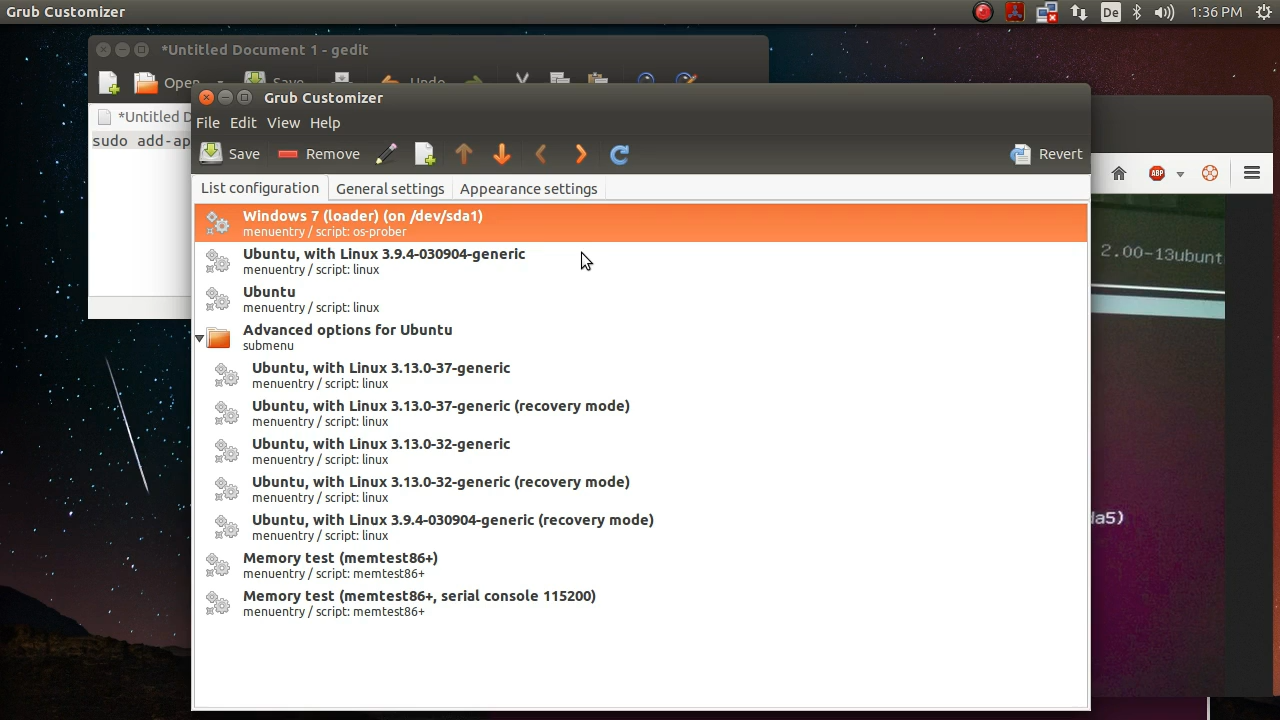 Grub Customizer
De
1:36 PM
*Untitled Document 1 - gedit
Open
Save
Undo
*Untitled D
sudo add-ap
Grub Customizer
File Edit View Help
Save Remove Revert
List configuration General settings Appearance settings
ABP
Windows 7 (loader) (on /dev/sda1)
menuentry / script: os-prober
Ubuntu, with Linux 3.9.4-030904-generic
menuentry / script: linux
Ubuntu
menuentry / script: linux
Advanced options for Ubuntu
submenu
Ubuntu, with Linux 3.13.0-37-generic
menuentry / script: linux
Ubuntu, with Linux 3.13.0-37-generic (recovery mode)
menuentry / script: linux
Ubuntu, with Linux 3.13.0-32-generic
menuentry / script: linux
Ubuntu, with Linux 3.13.0-32-generic (recovery mode)
menuentry / script: linux
Ubuntu, with Linux 3.9.4-030904-generic (recovery mode)
menuentry / script: linux
Memory test (memtest86+)
menuentry / script: memtest86+
Memory test (memtest86+, serial console 115200)
menuentry / script: memtest86+
2.00-13ubunt
da5)